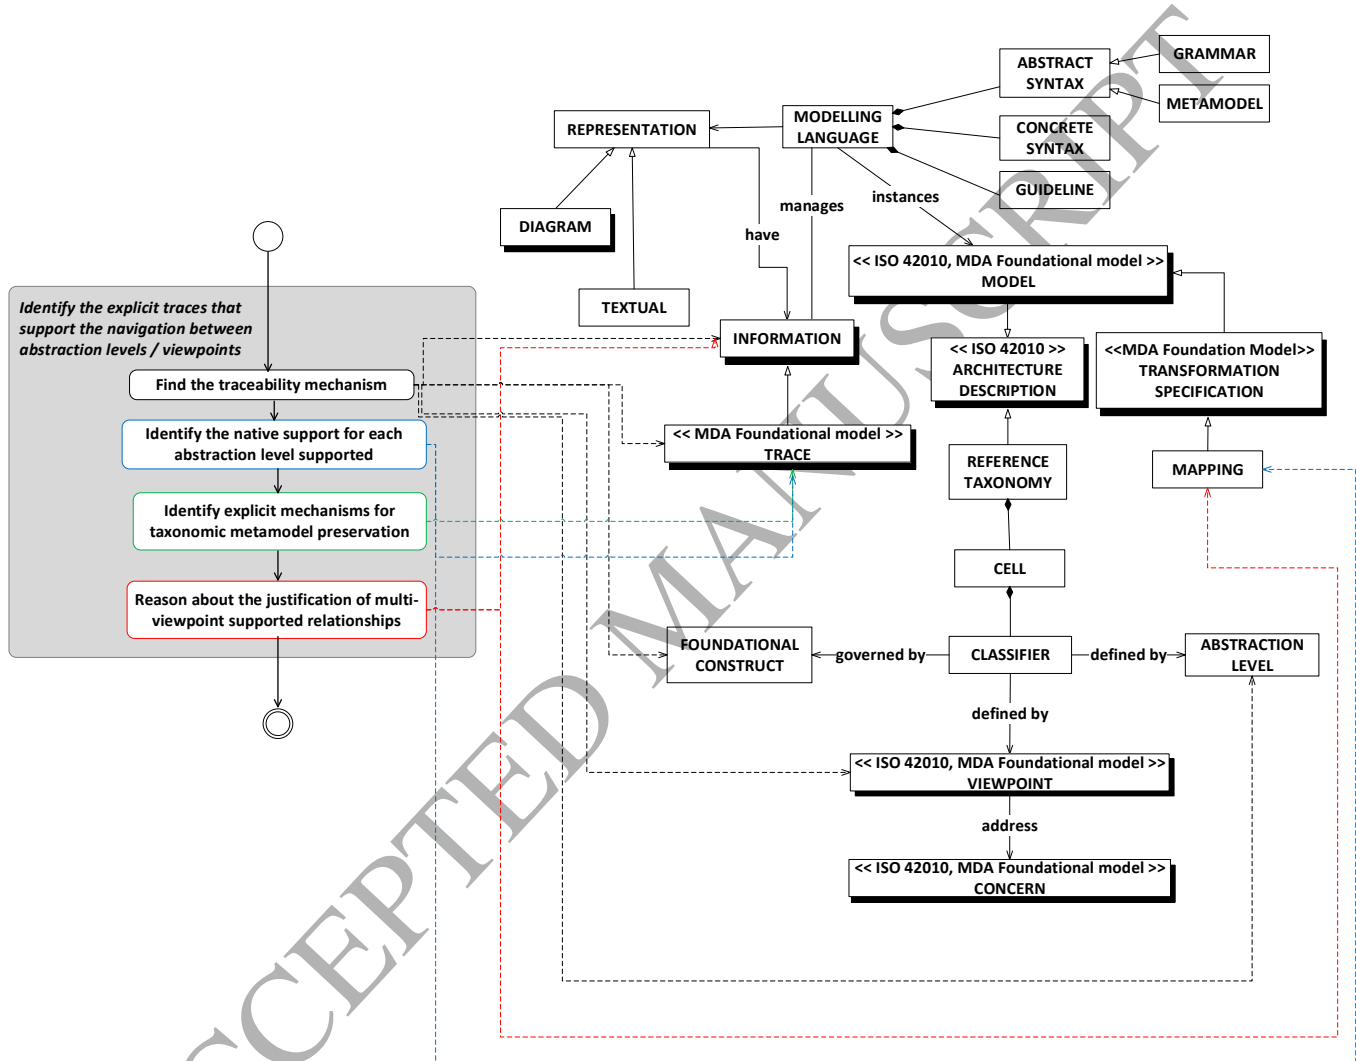 ABSTRACT
SYNTAX
GRAMMAR
METAMODEL
REPRESENTATION
MODELLING
LANGUAGE
CONCRETE
SYNTAX
GUIDELINE
manages
instances
DIAGRAM
have
<< ISO 42010, MDA Foundational model >>
MODEL
TEXTUAL
Identify the explicit traces that
support the navigation between
abstraction levels / viewpoints
INFORMATION
<< ISO 42010 >>
ARCHITECTURE
DESCRIPTION
<<MDA Foundation Model>>
TRANSFORMATION
SPECIFICATION
Find the traceability mechanism
Identify the native support for each
abstraction level supported
<< MDA Foundational model >>
TRACE
REFERENCE
TAXONOMY
MAPPING
Identify explicit mechanisms for
taxonomic metamodel preservation
CELL
Reason about the justification of multi-
viewpoint supported relationships
FOUNDATIONAL
CONSTRUCT
governed by
CLASSIFIER
defined by
ABSTRACTION
LEVEL
defined by
<< ISO 42010, MDA Foundational model >>
VIEWPOINT
address
<< ISO 42010, MDA Foundational model >>
CONCERN
CCEPTED MANUSCRIPT